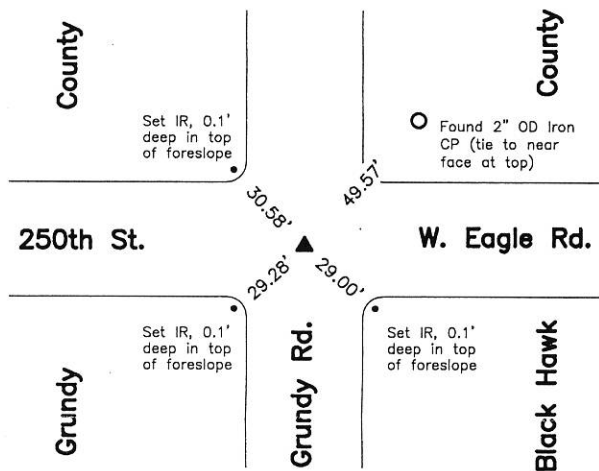 County
County
Set IR, 0.1'
deep in top
of foreslope
Found 2" OD Iron
CP (tie to near
face at top)
30.58'
49.57'
250th St.
W. Eagle Rd.
29.28'
29.00'
Set IR, 0.1'
deep in top
of foreslope
Set IR, 0.1'
deep in top
of foreslope
Grundy
Grundy Rd.
Black Hawk